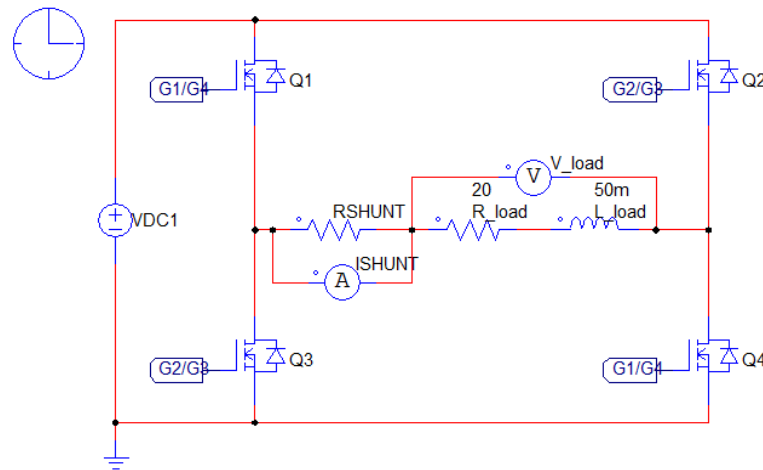 G1/G4
Q1
G2/G3
Q2
V
V_load
20
50m
RSHUNT
R_load
L_load
VDC1
ISHUNT
A
G2/G3
Q3
G1/G4
Q4